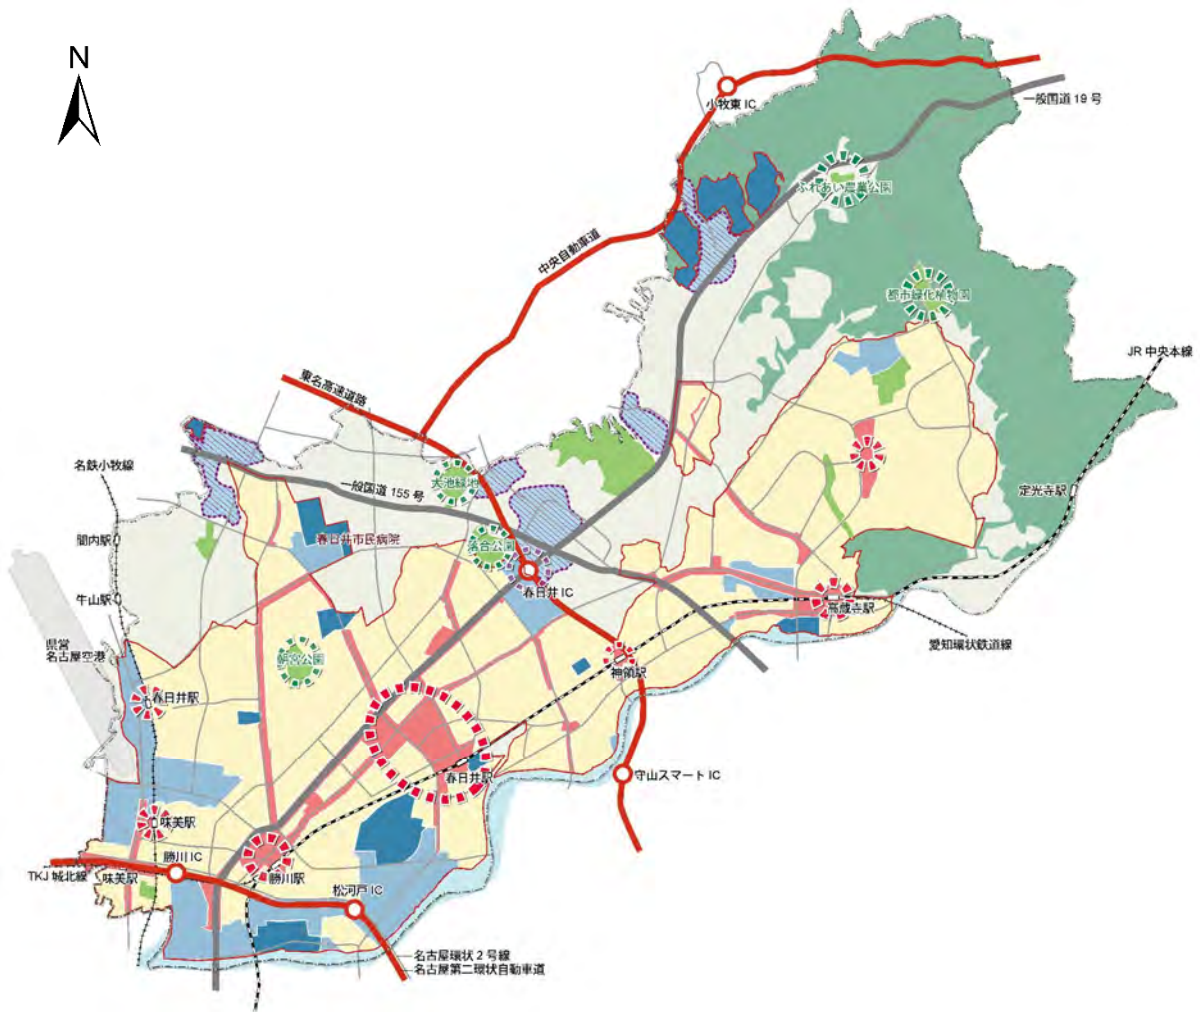 N
小牧東 IC
一般国道 19 号
ふれあい農業公園
中央自動車道
都市緑化植物園
JR 中央本線
東名高速道路
名鉄小牧線
大池緑地
一般国道 155 号
定光寺駅
間内駅
春日井市民病院
落合公園
春日井 IC
牛山駅
高蔵寺駅
県営
名古屋空港
愛知環状鉄道線
朝宮公園
神領駅
春日井駅
春日井駅
守山スマート IC
味美駅
勝川 IC
TKJ 城北線
味美駅
勝川駅
松河戸 IC
名古屋環状 2 号線
名古屋第二環状自動車道